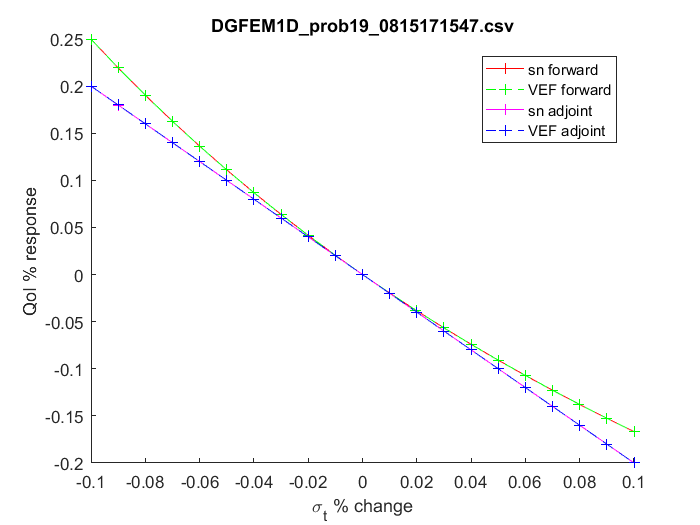 DGFEM1D_prob19_0815171547.csv
sn forward
VEF forward
sn adjoint
VEF adjoint
QoI % response
0.25
0.2
0.15
0.1
0.05
0
-0.05
-0.1
-0.15
-0.2
-0.1 -0.08 -0.06 -0.04 -0.02 0 0.02 0.04 0.06 0.08 0.1
σt % change